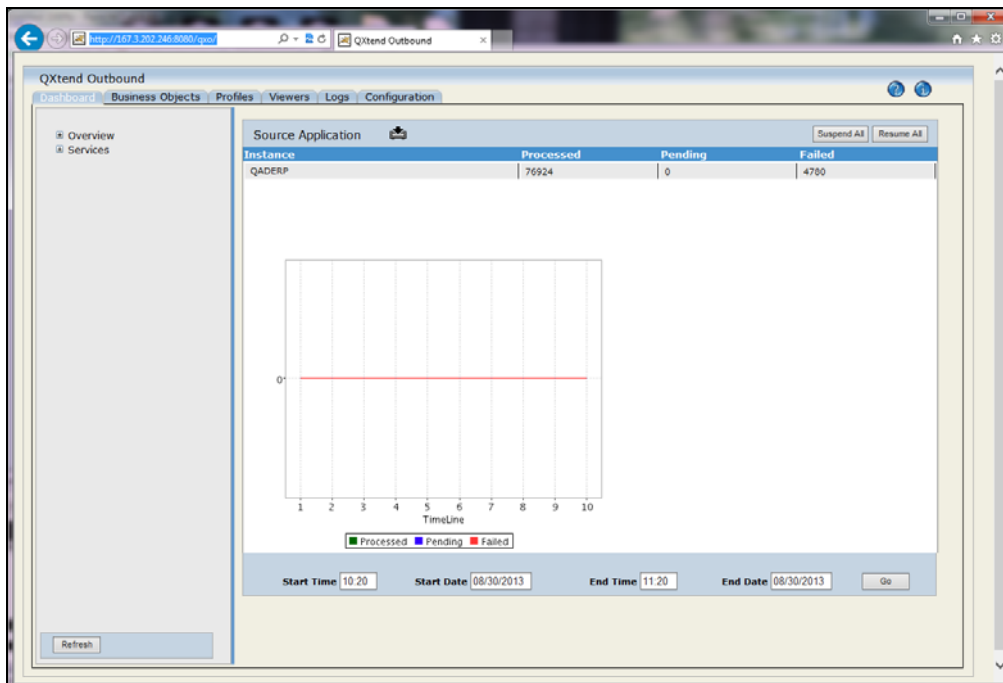 http://167.3.202.246:8080/qxo/
QXtend Outbound
QXtend Outbound
Dashboard Business Objects Profiles Viewers Logs Configuration
Overview
Services
Source Application
Suspend All Resume All
Instance Processed Pending Failed
QADERP 76924 0 4780
0
1 2 3 4 5 6 7 8 9 10
TimeLine
Processed Pending Failed
Start Time 10:20 Start Date 08/30/2013 End Time 11:20 End Date 08/30/2013 Go
Refresh